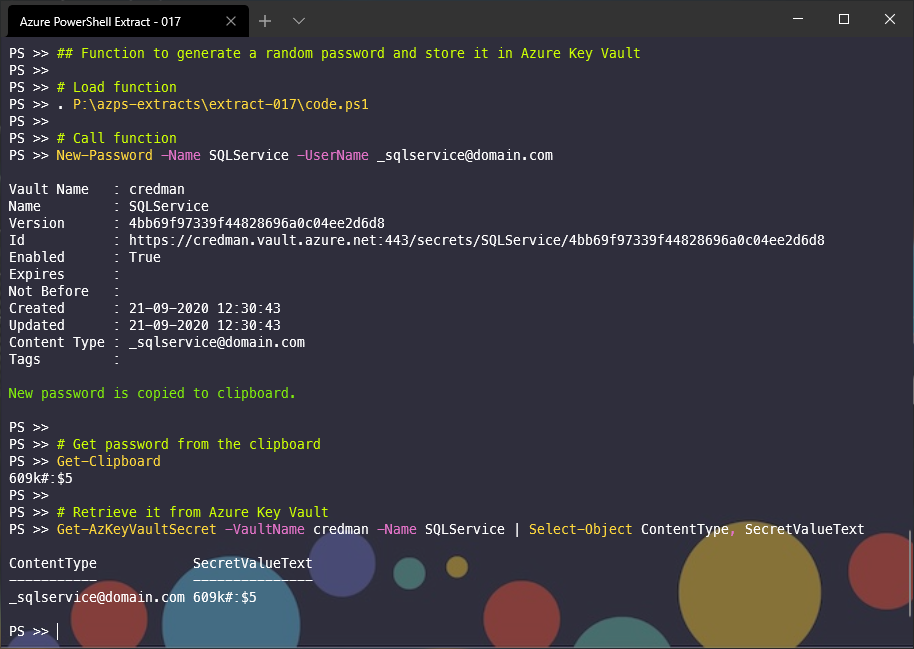 Azure PowerShell Extract - 017
PS >> ## Function to generate a random password and store it in Azure Key Vault
PS >>
PS >> # Load function
PS >> . P:\azps-extracts\extract-017\code.ps1
PS >>
PS >> # Call function
PS >> New-Password -Name SQLService -UserName _sqlservice@domain.com
Vault Name   : credman
Name         : SQLService
Version      : 4bb69f97339f44828696a0c04ee2d6d8
Id           : https://credman.vault.azure.net:443/secrets/SQLService/4bb69f97339f44828696a0c04ee2d6d8
Enabled      : True
Expires      :
Not Before   :
Created      : 21-09-2020 12:30:43
Updated      : 21-09-2020 12:30:43
Content Type : _sqlservice@domain.com
Tags         :
New password is copied to clipboard.
PS >>
PS >> # Get password from the clipboard
PS >> Get-Clipboard
609k#:$5
PS >>
PS >> # Retrieve it from Azure Key Vault
PS >> Get-AzKeyVaultSecret -VaultName credman -Name SQLService | Select-Object ContentType, SecretValueText
ContentType            SecretValueText
-----------            ---------------
_sqlservice@domain.com 609k#:$5
PS >>